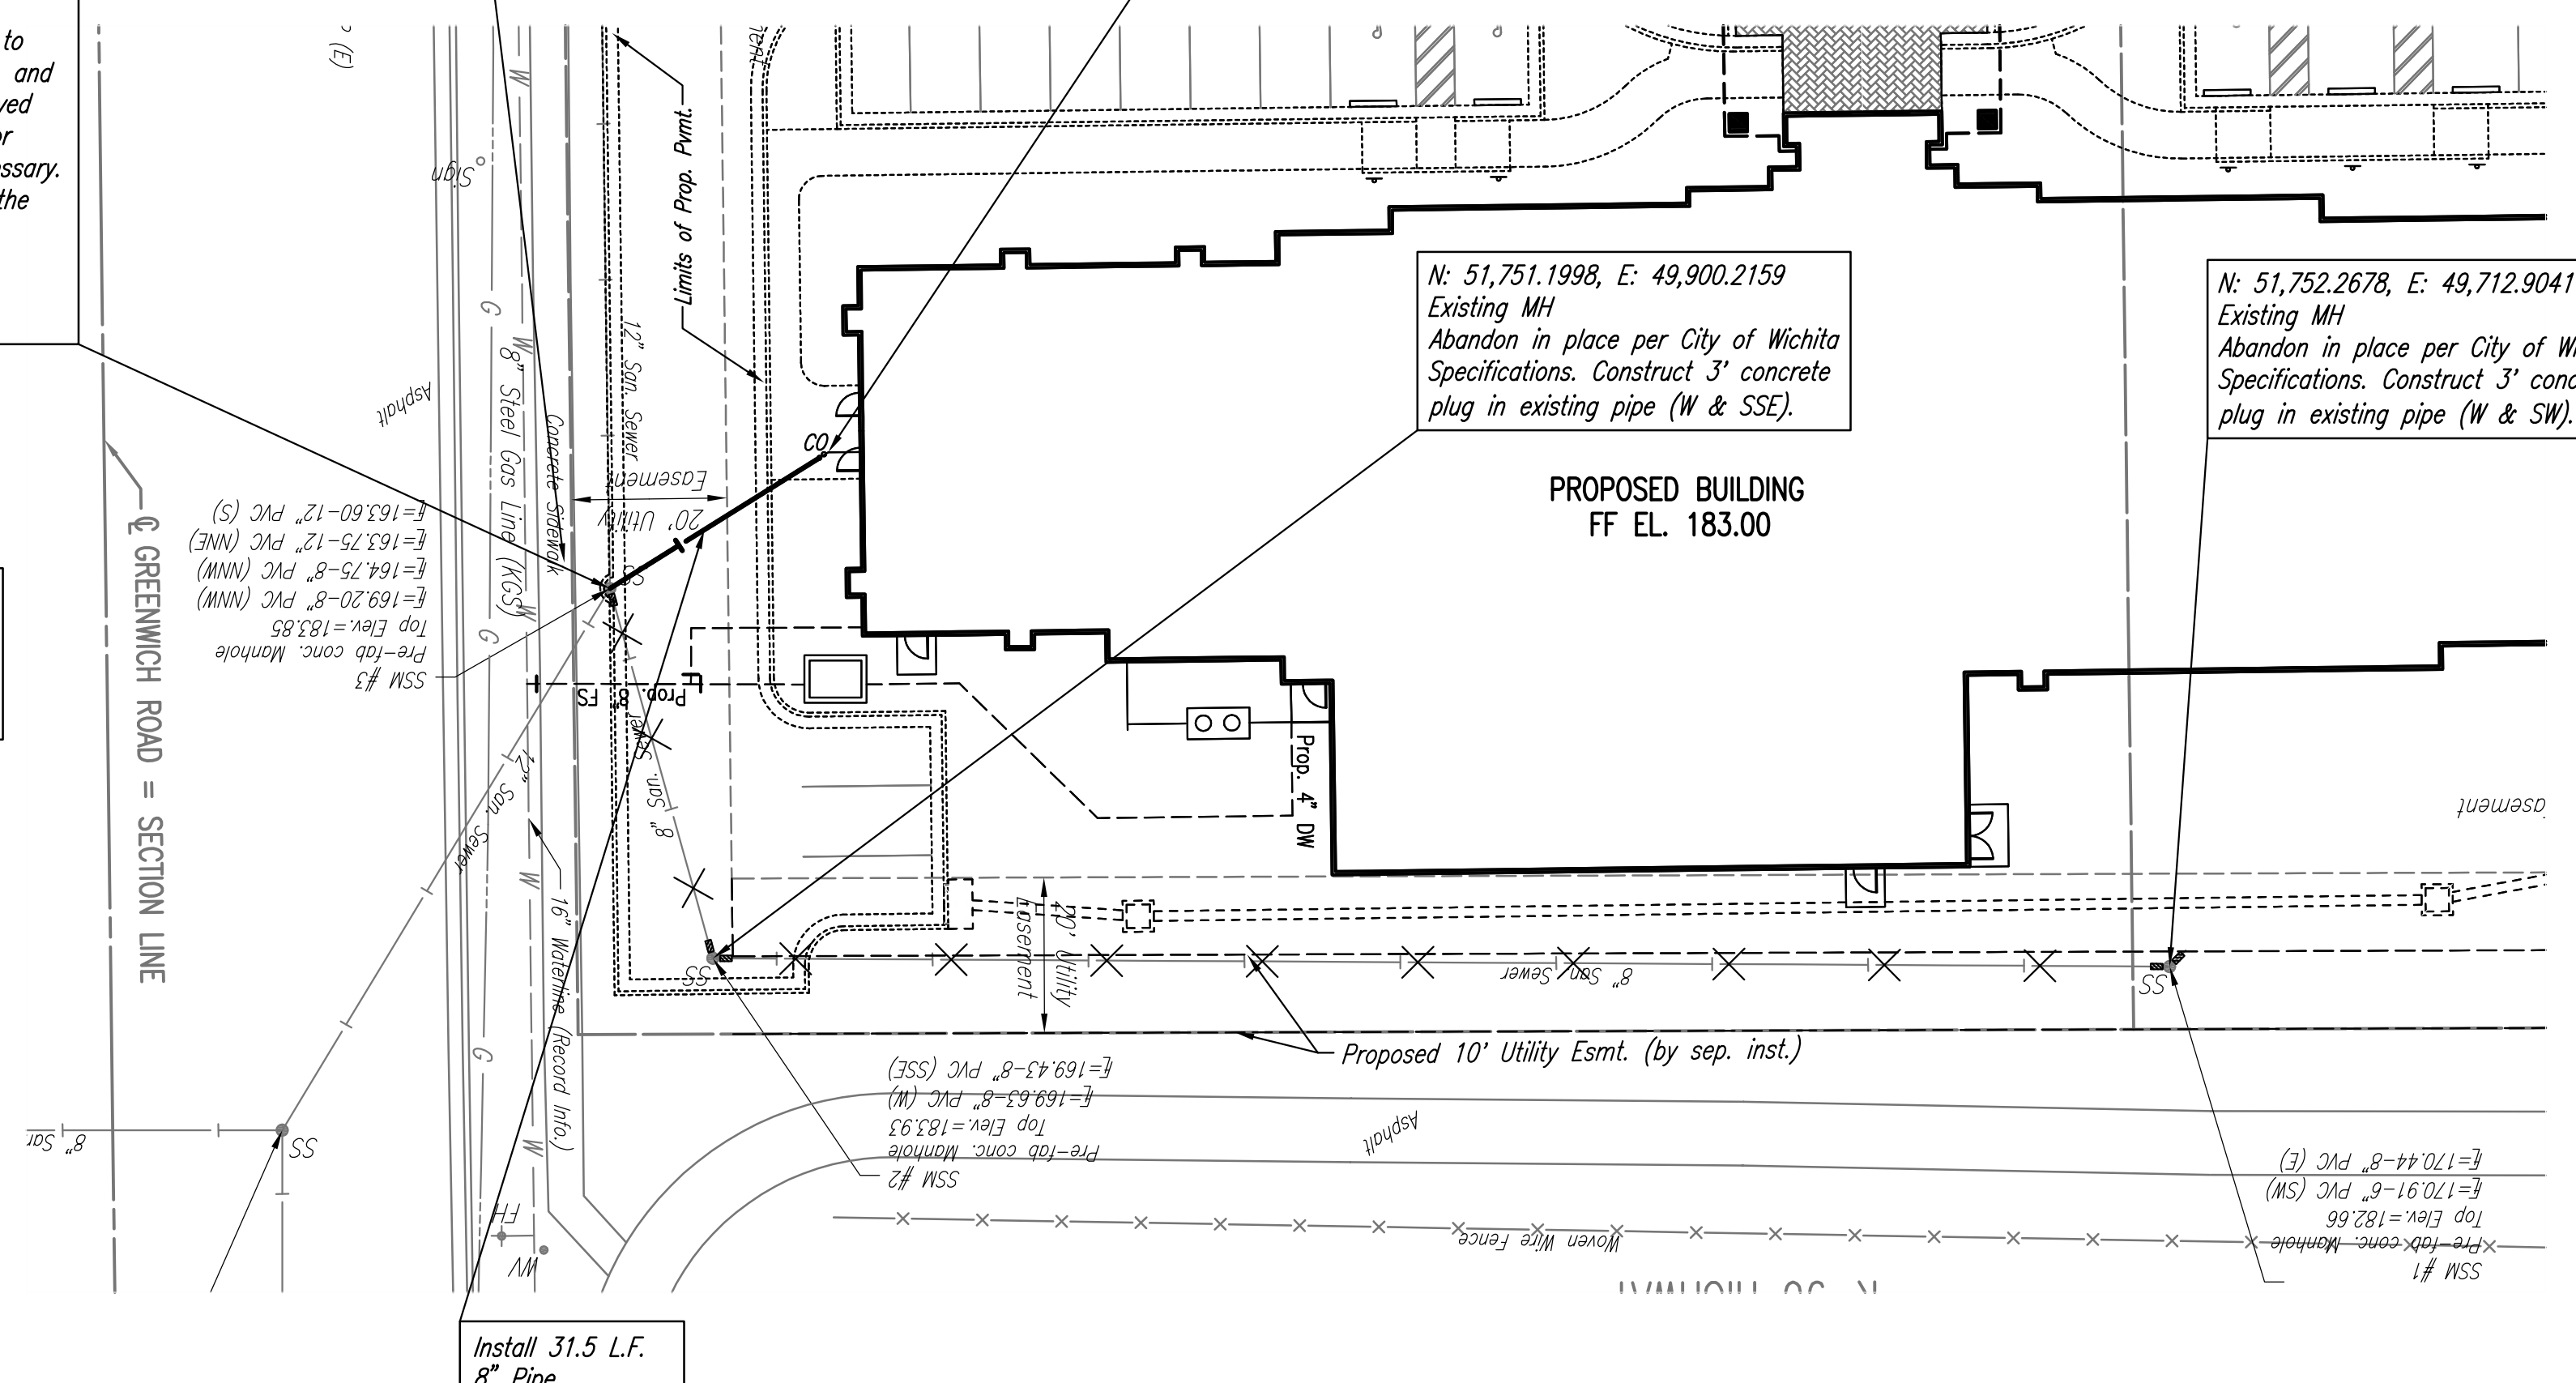 to
and
ssary.
the
(E)
Sign
Asphalt
W
W
W
W
W
G
G
G
8" Steel Gas Line (KGS)
Concrete Sidewalk
12" San. Sewer
Limits of Prop. Pvmt.
20' Utility
Easement
CO
SS
N: 51,751.1998, E: 49,900.2159
Existing MH
Abandon in place per City of Wichita
Specifications. Construct 3' concrete
plug in existing pipe (W & SSE).
N: 51,752.2678, E: 49,712.9041
Existing MH
Abandon in place per City of
Specifications. Construct 3'
plug in existing pipe (W & SW).
PROPOSED BUILDING
FF EL. 183.00
℄ GREENWICH ROAD = SECTION LINE
SSM #3
Pre-fab conc. Manhole
Top Elev.=183.85
fl=169.20-8" PVC (NNW)
fl=164.75-8" PVC (NNW)
fl=163.75-12" PVC (NNE)
fl=163.60-12" PVC (S)
Prop. 8" FS
8" San. Sewer
12" San. Sewer
16" Waterline (Record Info.)
Prop. 4" DW
20' Utility
Easement
SS
8" San. Sewer
SS
Proposed 10' Utility Esmt. (by sep. inst.)
SSM #2
Pre-fab conc. Manhole
Top Elev.=183.93
fl=169.63-8" PVC (W)
fl=169.43-8" PVC (SSE)
Asphalt
Woven Wire Fence
SSM #1
Pre-fab conc. Manhole
Top Elev.=182.66
fl=170.91-6" PVC (SW)
fl=170.44-8" PVC (E)
8"
SS
FH
WV
Install 31.5 L.F.
8" Pipe